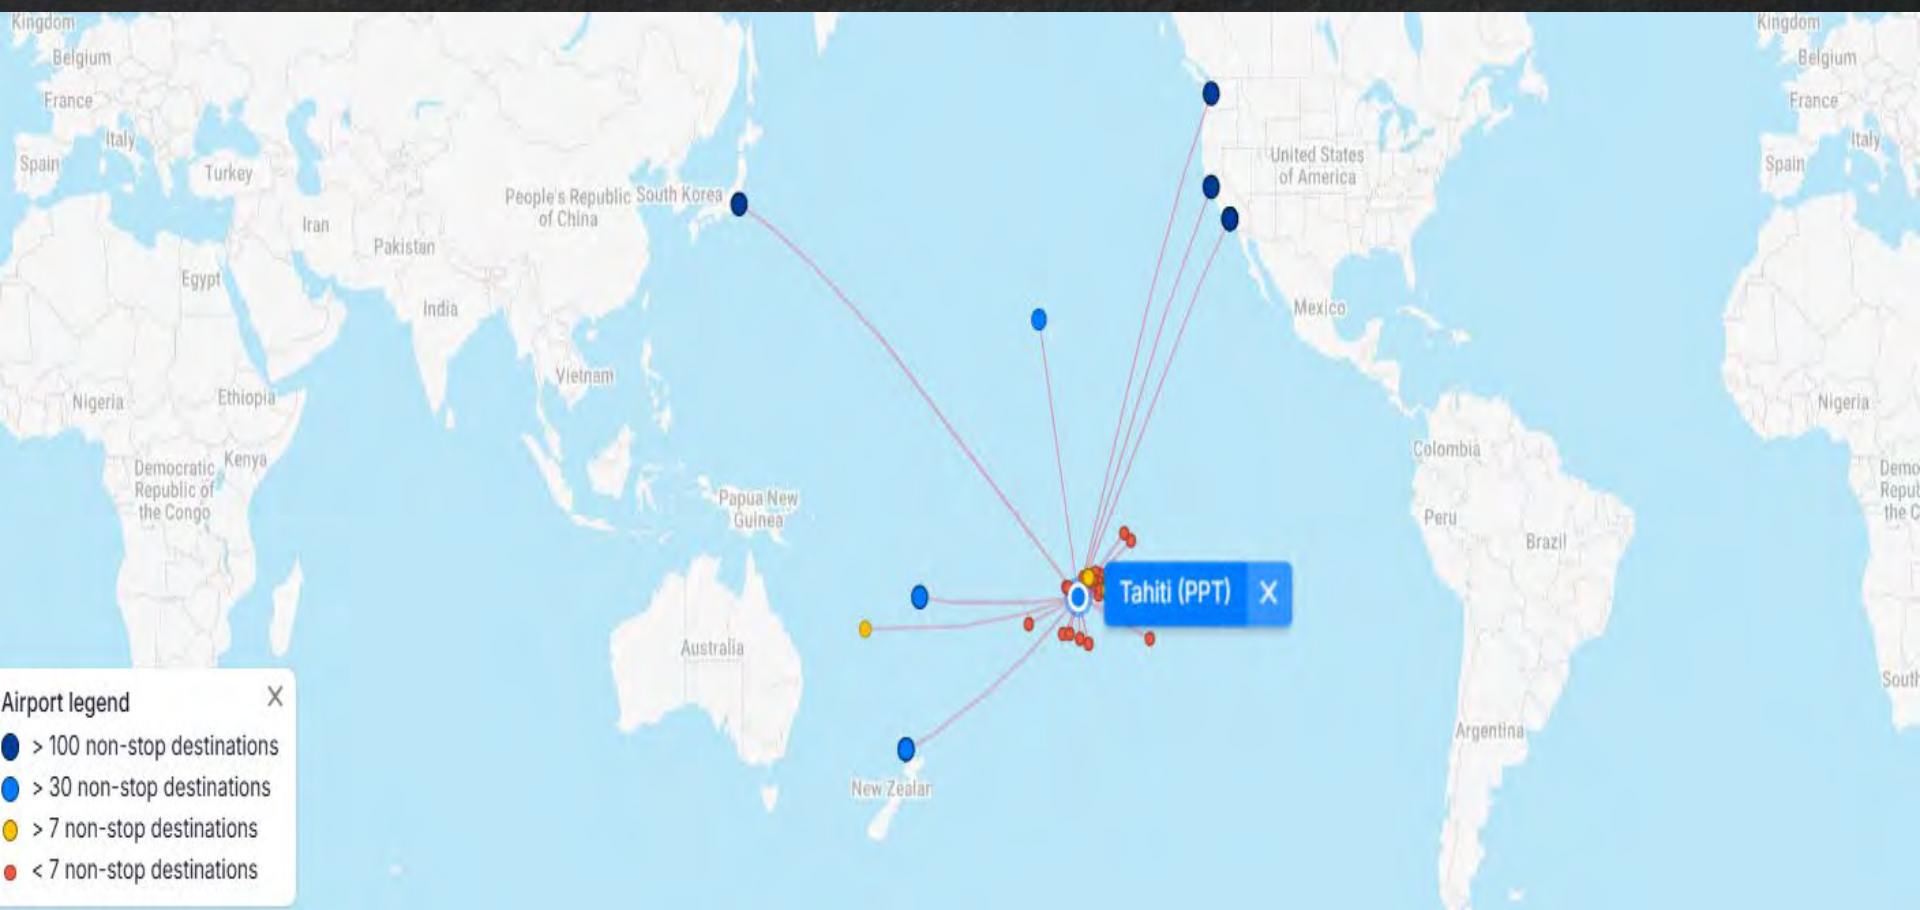 Kingdom
Belgium
France
Italy
Spain
Turkey
Iran
Pakistan
Egypt
India
Nigeria
Ethiopia
Kenya
Democratic
Republic of
the Congo
People's Republic
of China
South Korea
Vietnam
Papua New
Guinea
Australia
New Zealan
United States
of America
Mexico
Colombia
Peru
Brazil
Argentina
Kingdom
Belgium
France
Italy
Spain
Nigeria
Demo
Repub
the C
South
Tahiti (PPT) X
Airport legend X
> 100 non-stop destinations
> 30 non-stop destinations
> 7 non-stop destinations
< 7 non-stop destinations